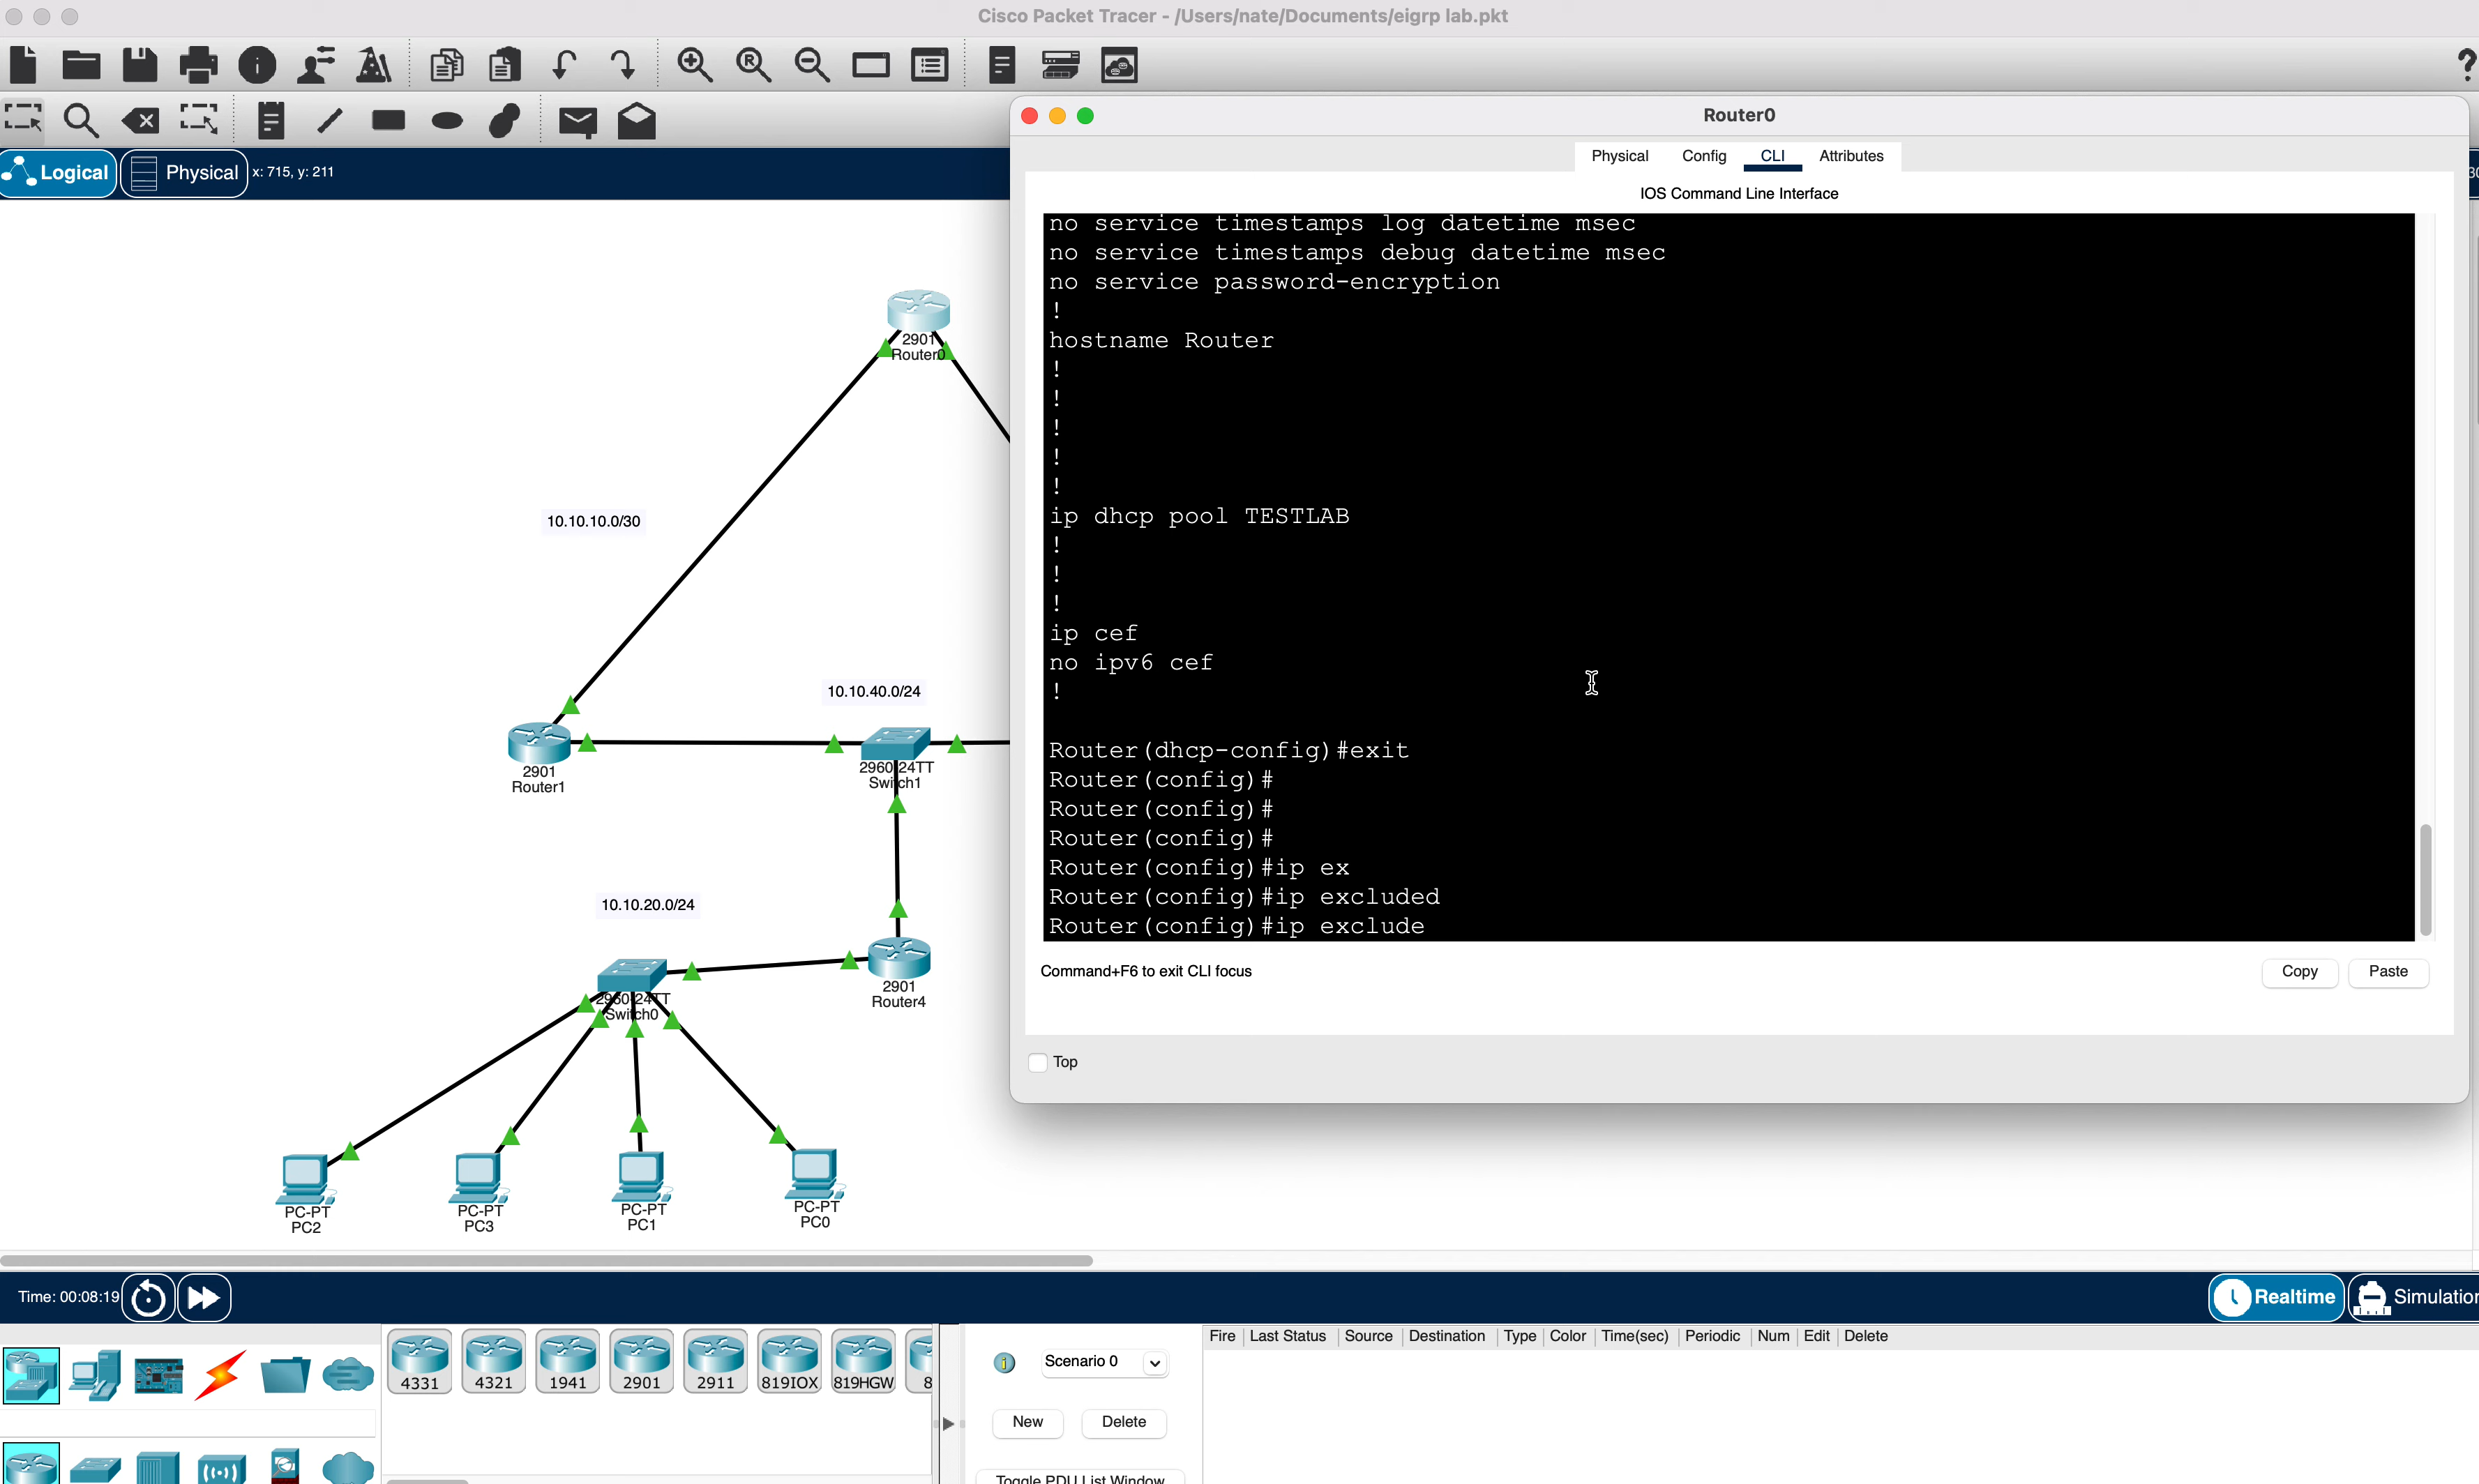 Cisco Packet Tracer - /Users/nate/Documents/eigrp lab.pkt
Logical
Physical
x: 715, y: 211
Router0
Physical
Config
CLI
Attributes
IOS Command Line Interface
no service timestamps log datetime msec
no service timestamps debug datetime msec
no service password-encryption
!
hostname Router
!
!
!
!
!
ip dhcp pool TESTLAB
!
!
!
ip cef
no ipv6 cef
!
Router(dhcp-config)#exit
Router(config)#
Router(config)#
Router(config)#
Router(config)#ip ex
Router(config)#ip excluded
Router(config)#ip exclude
Command+F6 to exit CLI focus
Copy
Paste
Top
2901
Router0
10.10.10.0/30
10.10.40.0/24
2901
Router1
2960-24TT
Switch1
10.10.20.0/24
2960-24TT
Switch0
2901
Router4
PC-PT
PC2
PC-PT
PC3
PC-PT
PC1
PC-PT
PC0
Time: 00:08:19
Realtime
Simulation
4331
4321
1941
2901
2911
819IOX
819HGW
8
Scenario 0
New
Delete
Toggle PDU List Window
Fire
Last Status
Source
Destination
Type
Color
Time(sec)
Periodic
Num
Edit
Delete